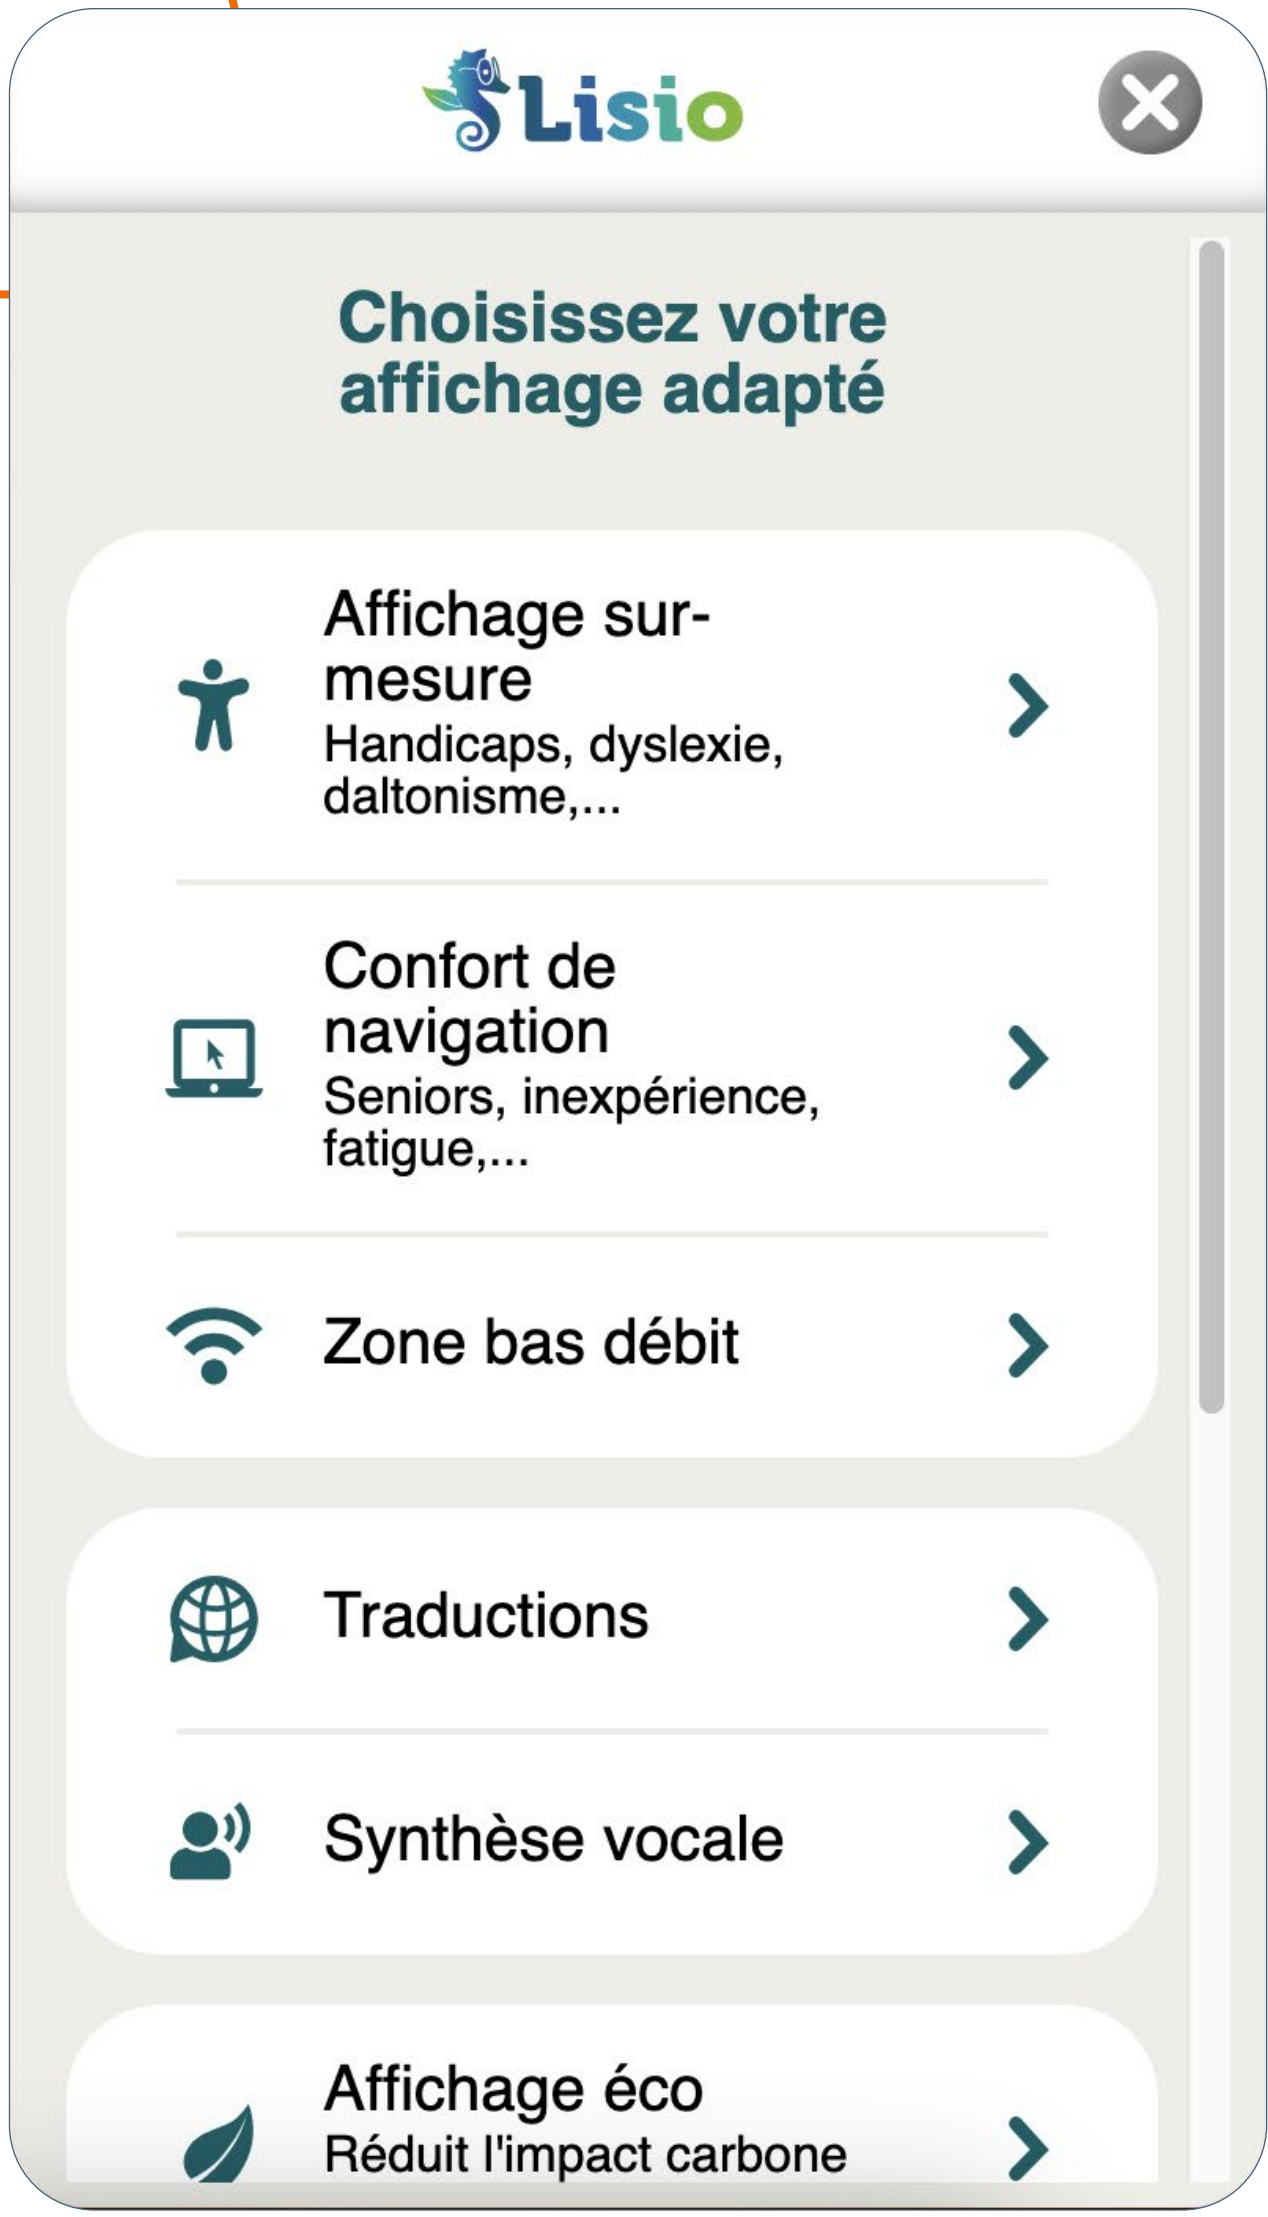 Lisio
Choisissez votre
affichage adapté
Affichage sur-
mesure
Handicaps, dyslexie,
daltonisme,...
Confort de
navigation
Seniors, inexpérience,
fatigue,...
Zone bas débit
Traductions
Synthèse vocale
Affichage éco
Réduit l'impact carbone